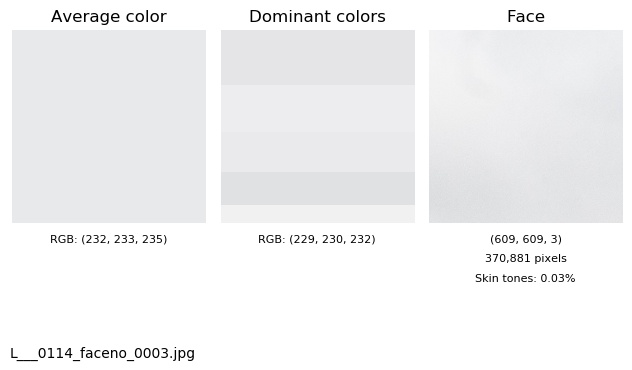 Average color
Dominant colors
Face
RGB: (232, 233, 235)
RGB: (229, 230, 232)
(609, 609, 3)
370,881 pixels
Skin tones: 0.03%
L___0114_faceno_0003.jpg